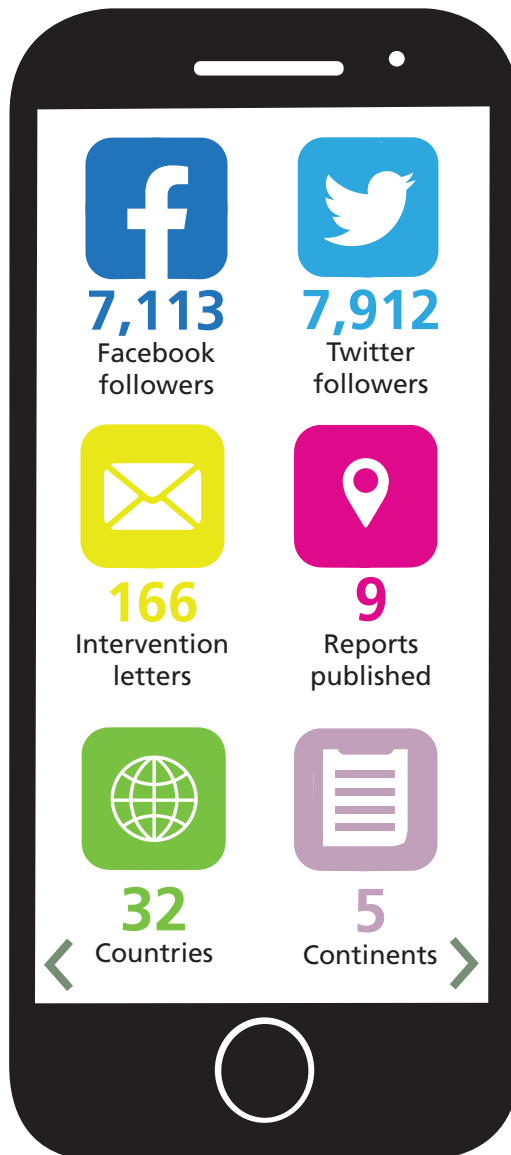 7,113
Facebook
followers
7,912
Twitter
followers
166
Intervention
letters
9
Reports
published
32
Countries
5
Continents